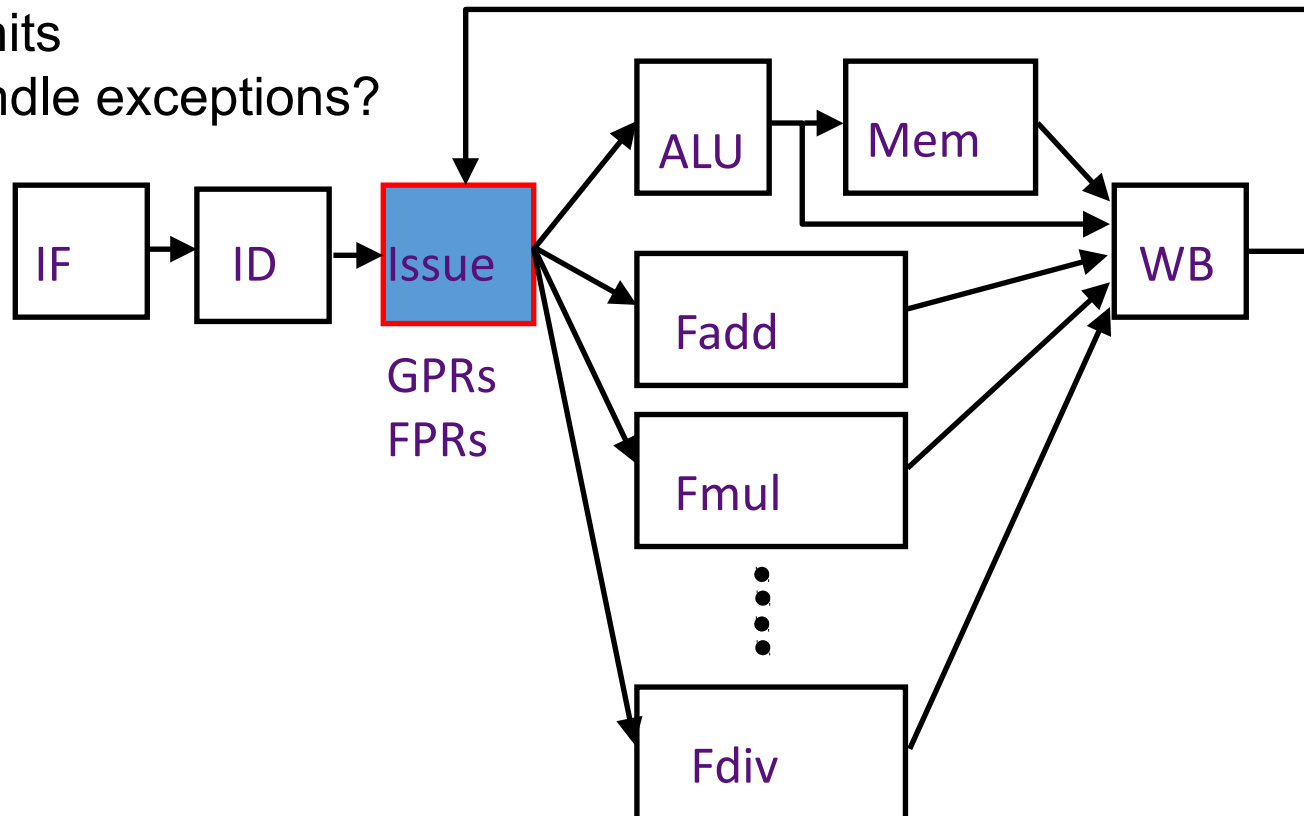 nits
ndle exceptions?
ALU
Mem
IF
ID
Issue
WB
Fadd
GPRs
FPRs
Fmul
Fdiv